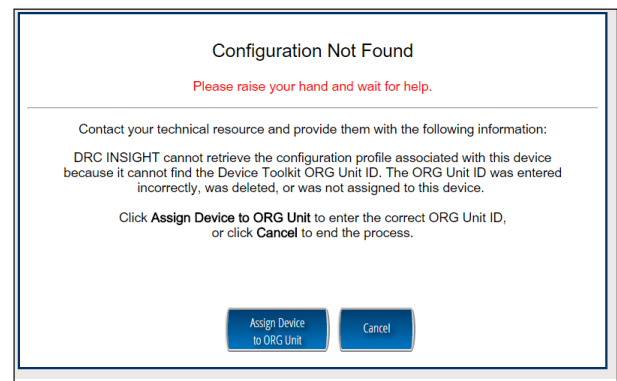 Configuration Not Found
Please raise your hand and wait for help.
Contact your technical resource and provide them with the following information:
DRC INSIGHT cannot retrieve the configuration profile associated with this device
because it cannot find the Device Toolkit ORG Unit ID. The ORG Unit ID was entered
incorrectly, was deleted, or was not assigned to this device.
Click Assign Device to ORG Unit to enter the correct ORG Unit ID,
or click Cancel to end the process.
Assign Device
to ORG Unit
Cancel